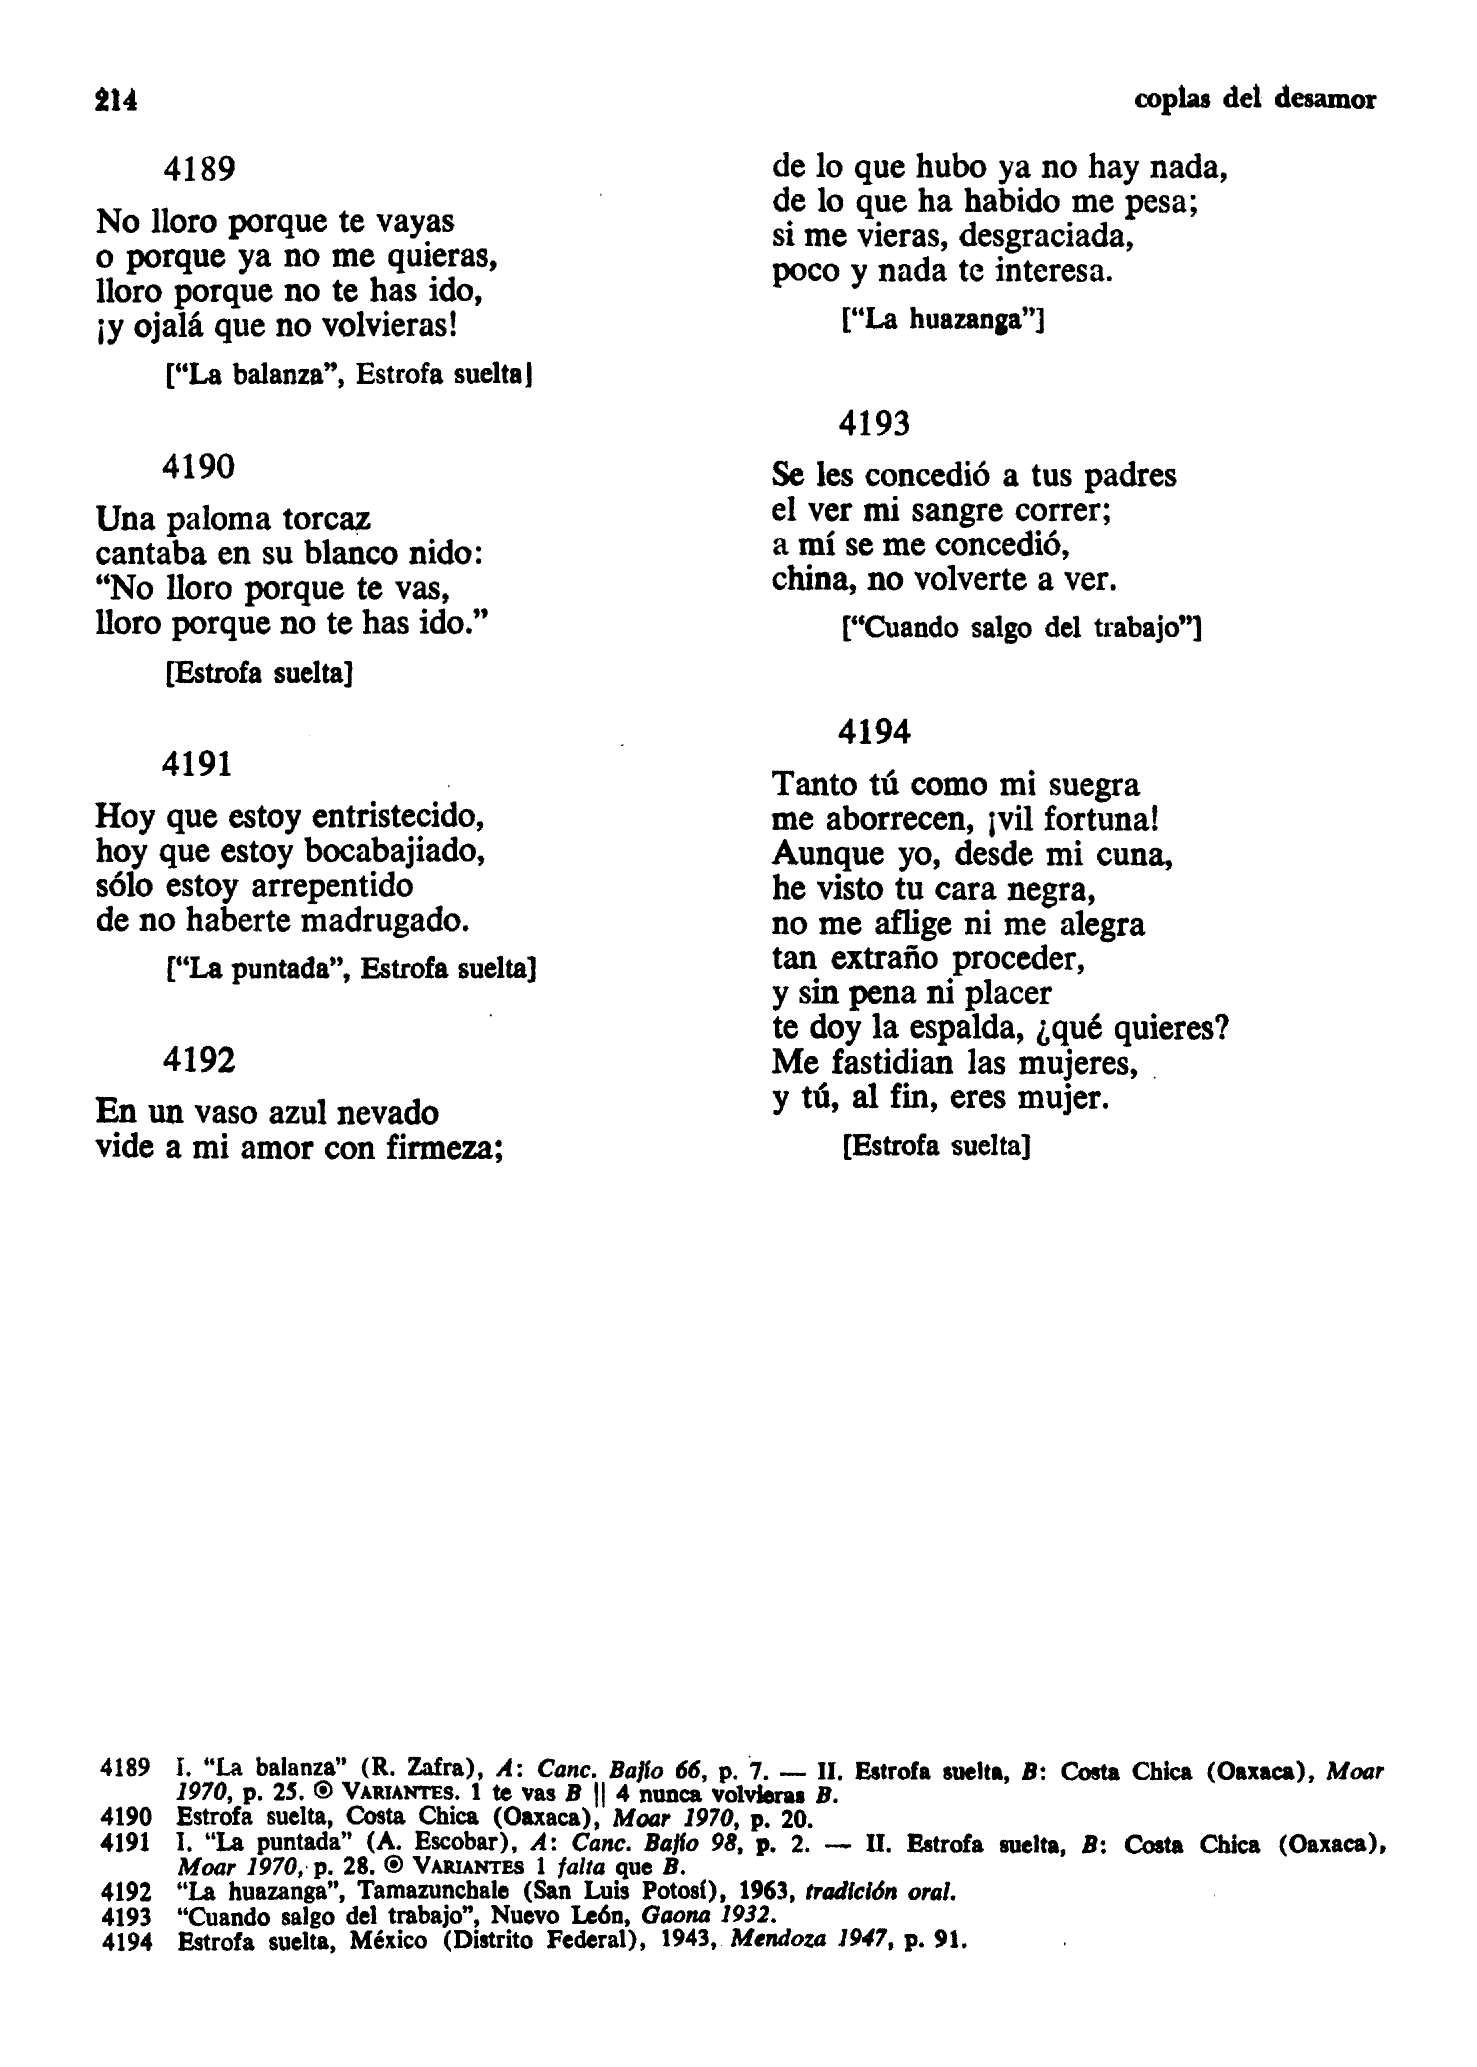 214
coplas del desamor
4189
No lloro porque te vayas
o porque ya no me quieras,
lloro porque no te has ido,
¡y ojalá que no volvieras!
[“La balanza”, Estrofa suelta]
4190
Una paloma torcaz
cantaba en su blanco nido:
“No lloro porque te vas,
lloro porque no te has ido.”
[Estrofa suelta]
4191
Hoy que estoy entristecido,
hoy que estoy bocabajiado,
sólo estoy arrepentido
de no haberte madrugado.
[“La puntada”, Estrofa suelta]
4192
En un vaso azul nevado
vide a mi amor con firmeza;
de lo que hubo ya no hay nada,
de lo que ha habido me pesa;
si me vieras, desgraciada,
poco y nada te interesa.
[“La huazanga”]
4193
Se les concedió a tus padres
el ver mi sangre correr;
a mí se me concedió,
china, no volverte a ver.
[“Cuando salgo del trabajo”]
4194
Tanto tú como mi suegra
me aborrecen, ¡vil fortuna!
Aunque yo, desde mi cuna,
he visto tu cara negra,
no me aflige ni me alegra
tan extraño proceder,
y sin pena ni placer
te doy la espalda, ¿qué quieres?
Me fastidian las mujeres,
y tú, al fin, eres mujer.
[Estrofa suelta]
4189 I. “La balanza” (R. Zafra), A: Canc. Bajío 66, p. 7. — II. Estrofa suelta, B: Costa Chica (Oaxaca), Moar
1970, p. 25. ⊚ VARIANTES. 1 te vas B || 4 nunca volvieras B.
4190 Estrofa suelta, Costa Chica (Oaxaca), Moar 1970, p. 20.
4191 I. “La puntada” (A. Escobar), A: Canc. Bajío 98, p. 2. — II. Estrofa suelta, B: Costa Chica (Oaxaca),
Moar 1970, p. 28. ⊚ VARIANTES 1 falta que B.
4192 “La huazanga”, Tamazunchale (San Luis Potosí), 1963, tradición oral.
4193 “Cuando salgo del trabajo”, Nuevo León, Gaona 1932.
4194 Estrofa suelta, México (Distrito Federal), 1943, Mendoza 1947, p. 91.